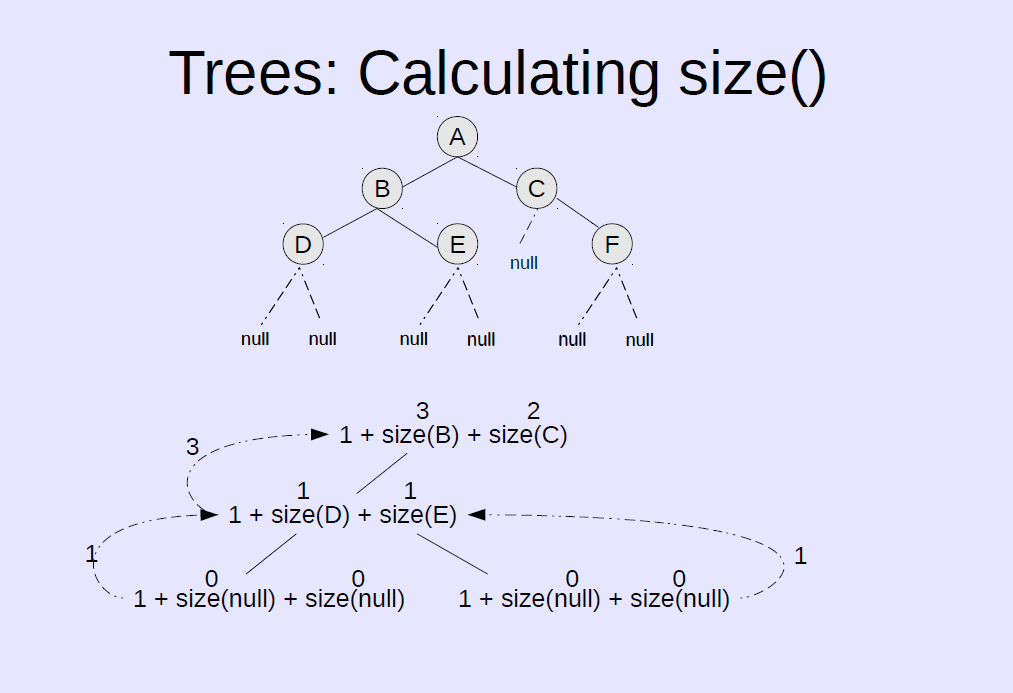 Trees: Calculating size()
A
B C
D E null F
null null null null null null
3 2
3 1 + size(B) + size(C)
1 1
1 + size(D) + size(E)
1 1
0 0 0 0
1 + size(null) + size(null) 1 + size(null) + size(null)